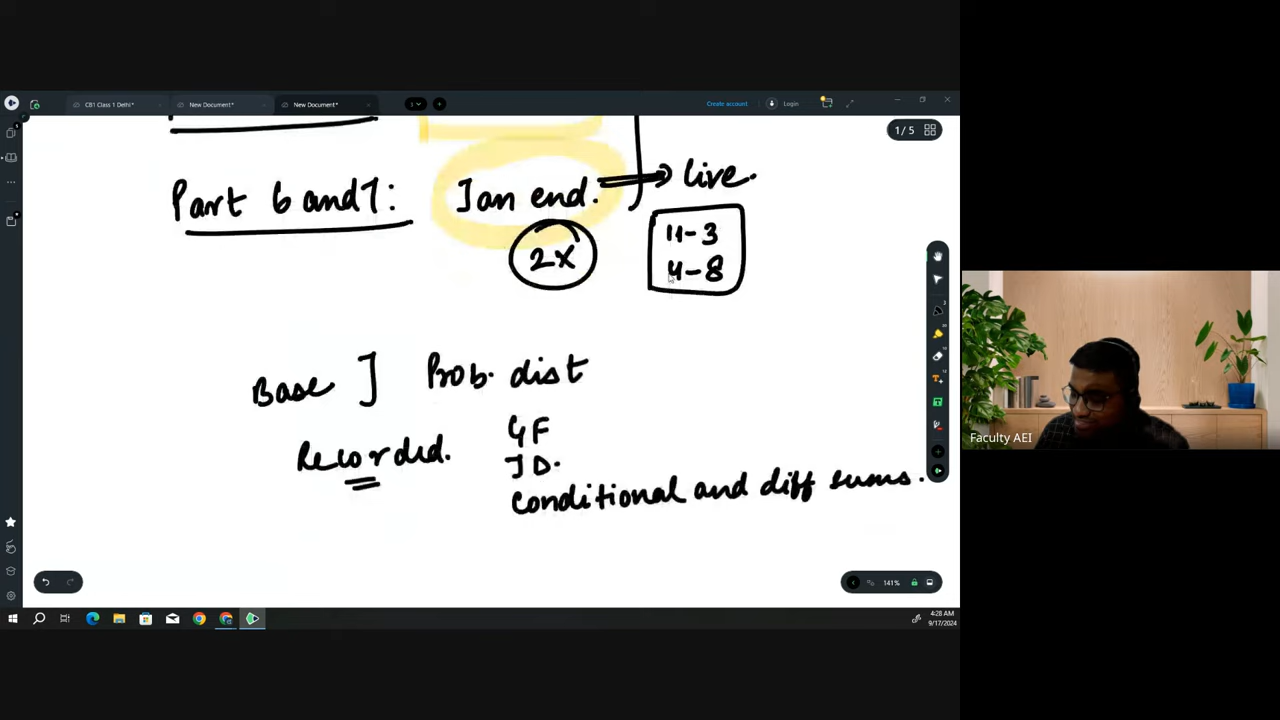 CB1 Class 1 Delhi*
New Document*
New Document*
1
Create account
Login
1/5
Part 6 and 7: Jan end. Live.
2X
11-3
4-8
Base ] Prob. dist
Recorded.
GF
JD.
conditional and diff sums.
141%
Faculty AEI
4:28 AM
9/17/2024